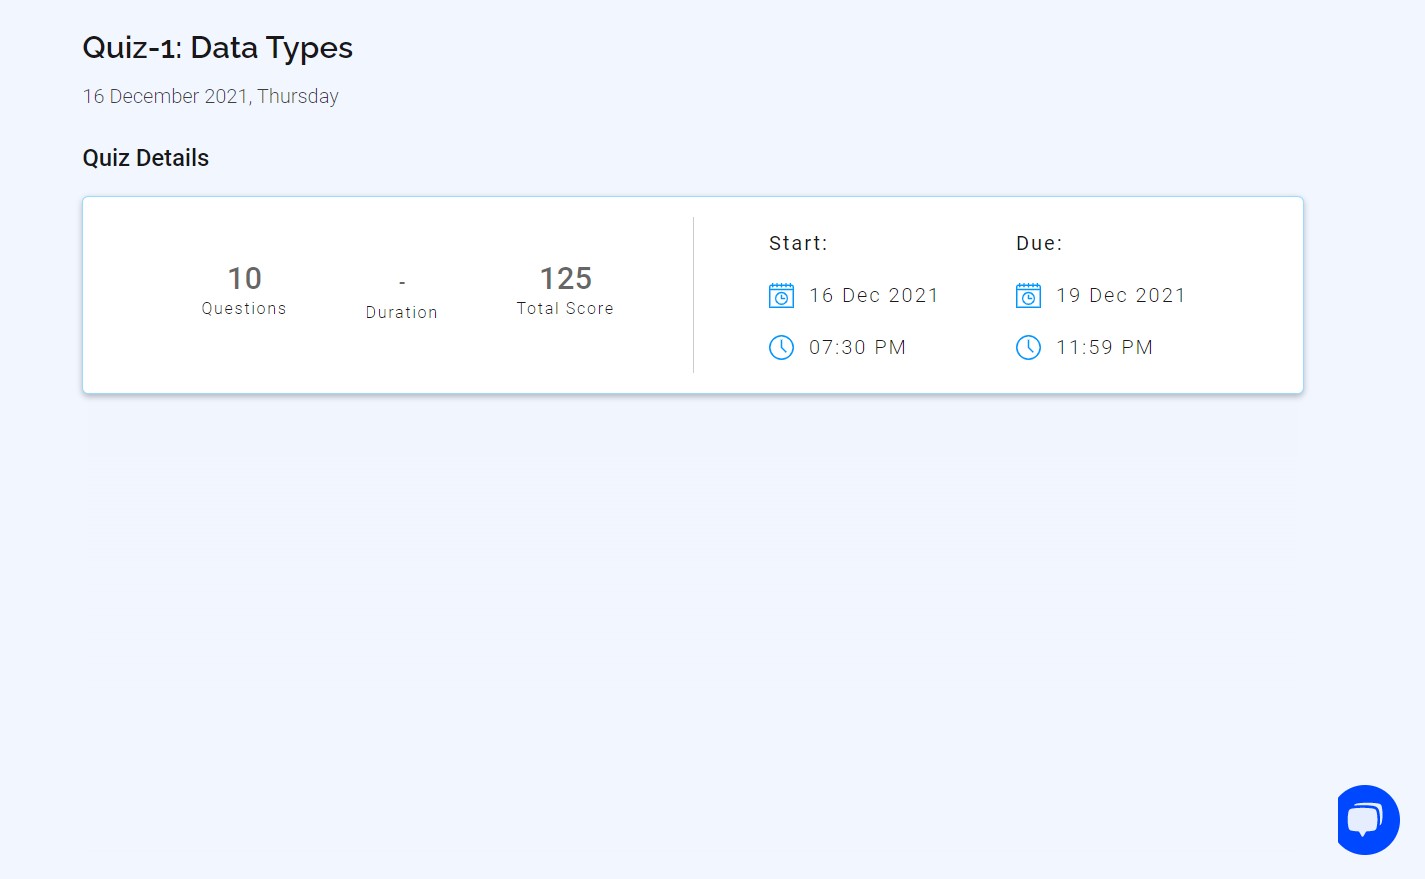 Quiz-1: Data Types
16 December 2021, Thursday
Quiz Details
10
Questions
-
Duration
125
Total Score
Start:
16 Dec 2021
07:30 PM
Due:
19 Dec 2021
11:59 PM